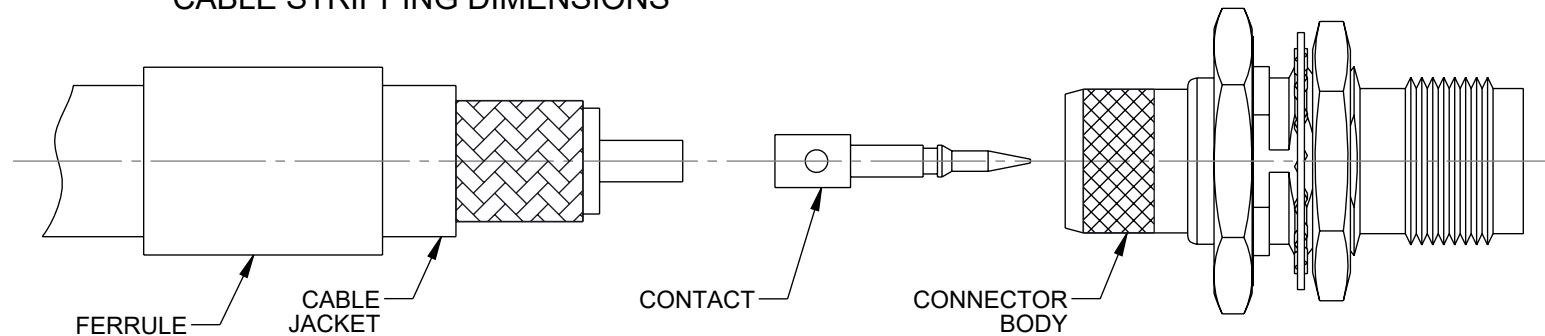 CABLE STRIPPING DIMENSIONS
FERRULE
CABLE
JACKET
CONTACT
CONNECTOR
BODY